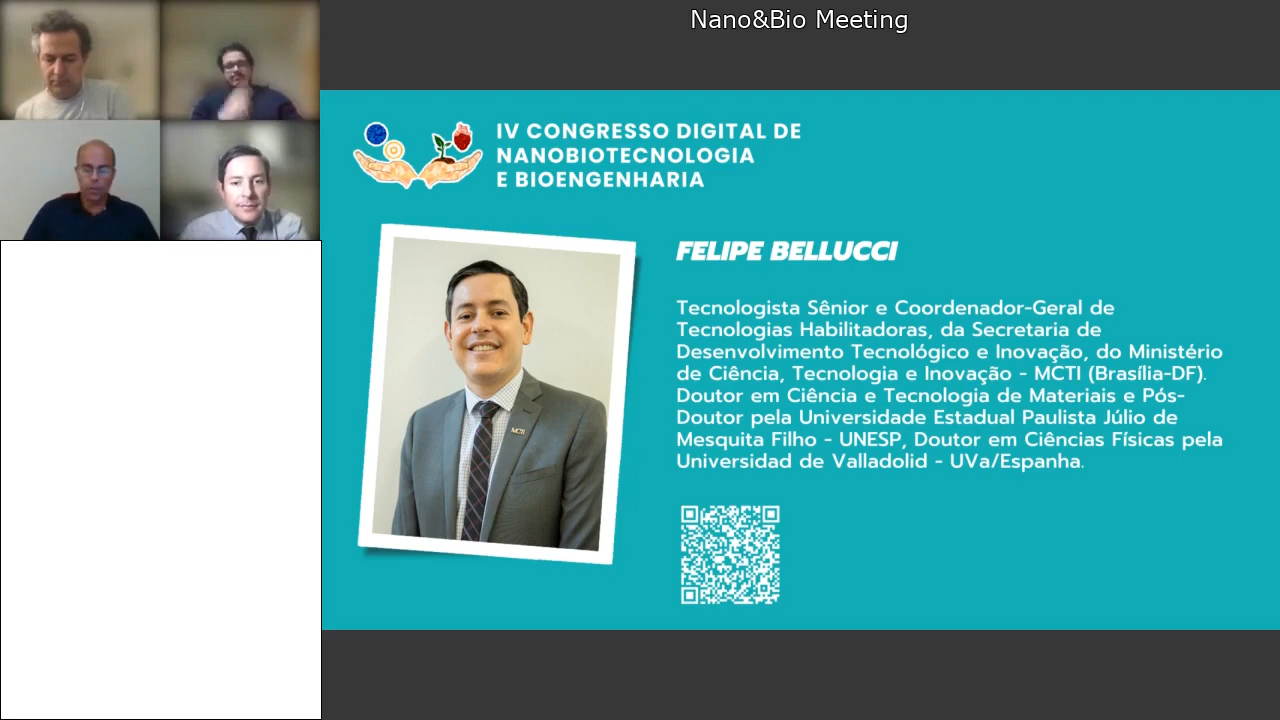 Nano&Bio Meeting
IV CONGRESSO DIGITAL DE
NANOBIOTECNOLOGIA
E BIOENGENHARIA
FELIPE BELLUCCI
Tecnologista Sênior e Coordenador-Geral de
Tecnologias Habilitadoras, da Secretaria de
Desenvolvimento Tecnológico e Inovação, do Ministério
de Ciência, Tecnologia e Inovação - MCTI (Brasília-DF).
Doutor em Ciência e Tecnologia de Materiais e Pós-
Doutor pela Universidade Estadual Paulista Júlio de
Mesquita Filho - UNESP, Doutor em Ciências Físicas pela
Universidad de Valladolid - UVa/Espanha.
MCTI